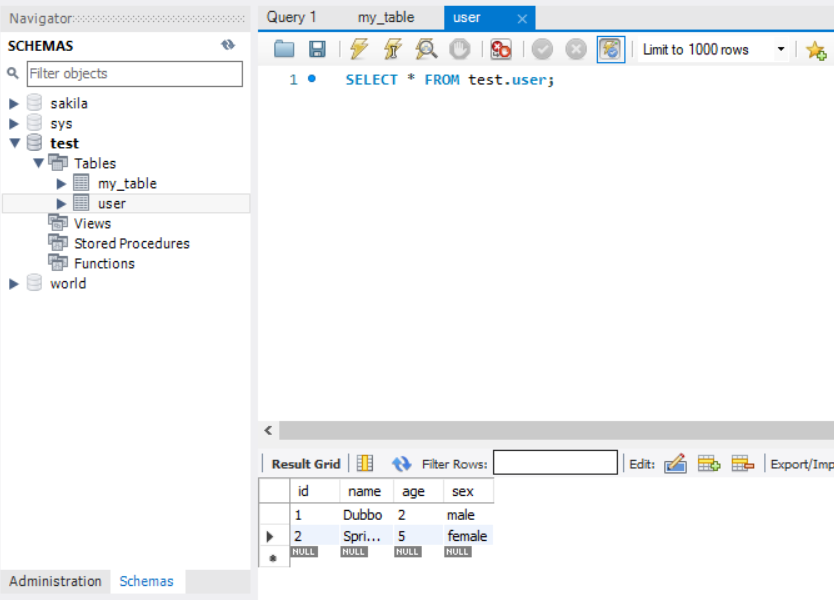 Navigator
SCHEMAS
Filter objects
sakila
sys
test
Tables
my_table
user
Views
Stored Procedures
Functions
world
Administration Schemas
Query 1 my_table user
Limit to 1000 rows
1 SELECT * FROM test.user;
Result Grid Filter Rows: Edit: Export/Imp
id name age sex
1 Dubbo 2 male
2 Spri... 5 female
NULL NULL NULL NULL